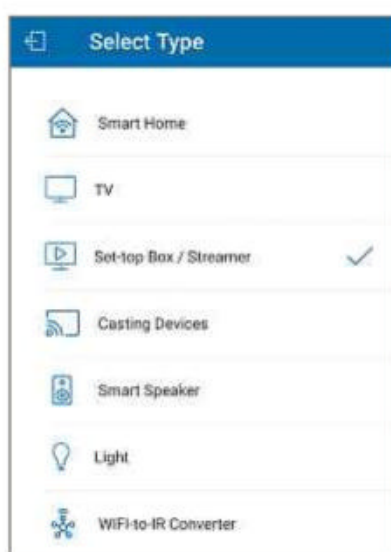 Select Type
Smart Home
TV
Set-top Box / Streamer
Casting Devices
Smart Speaker
Light
WiFi-to-IR Converter